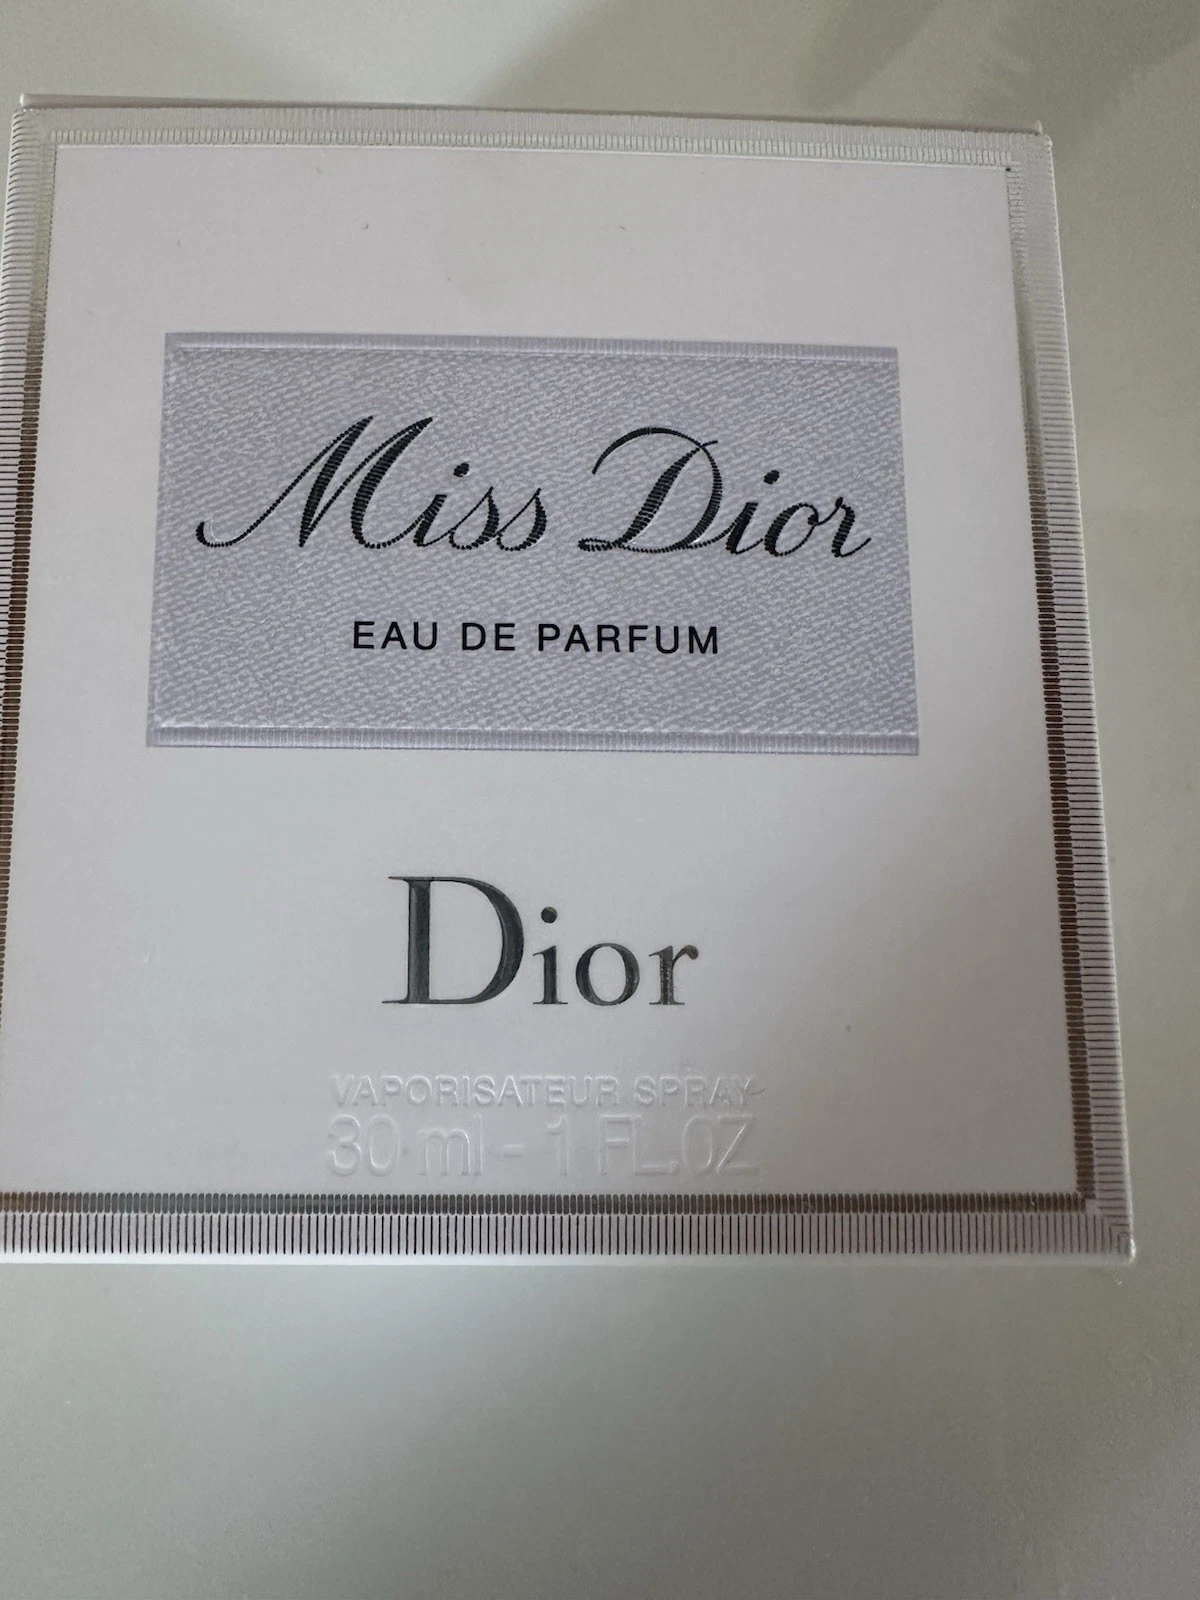 Miss Dior
EAU DE PARFUM
Dior
VAPORISATEUR SPRAY
30 ml - 1 FL.OZ